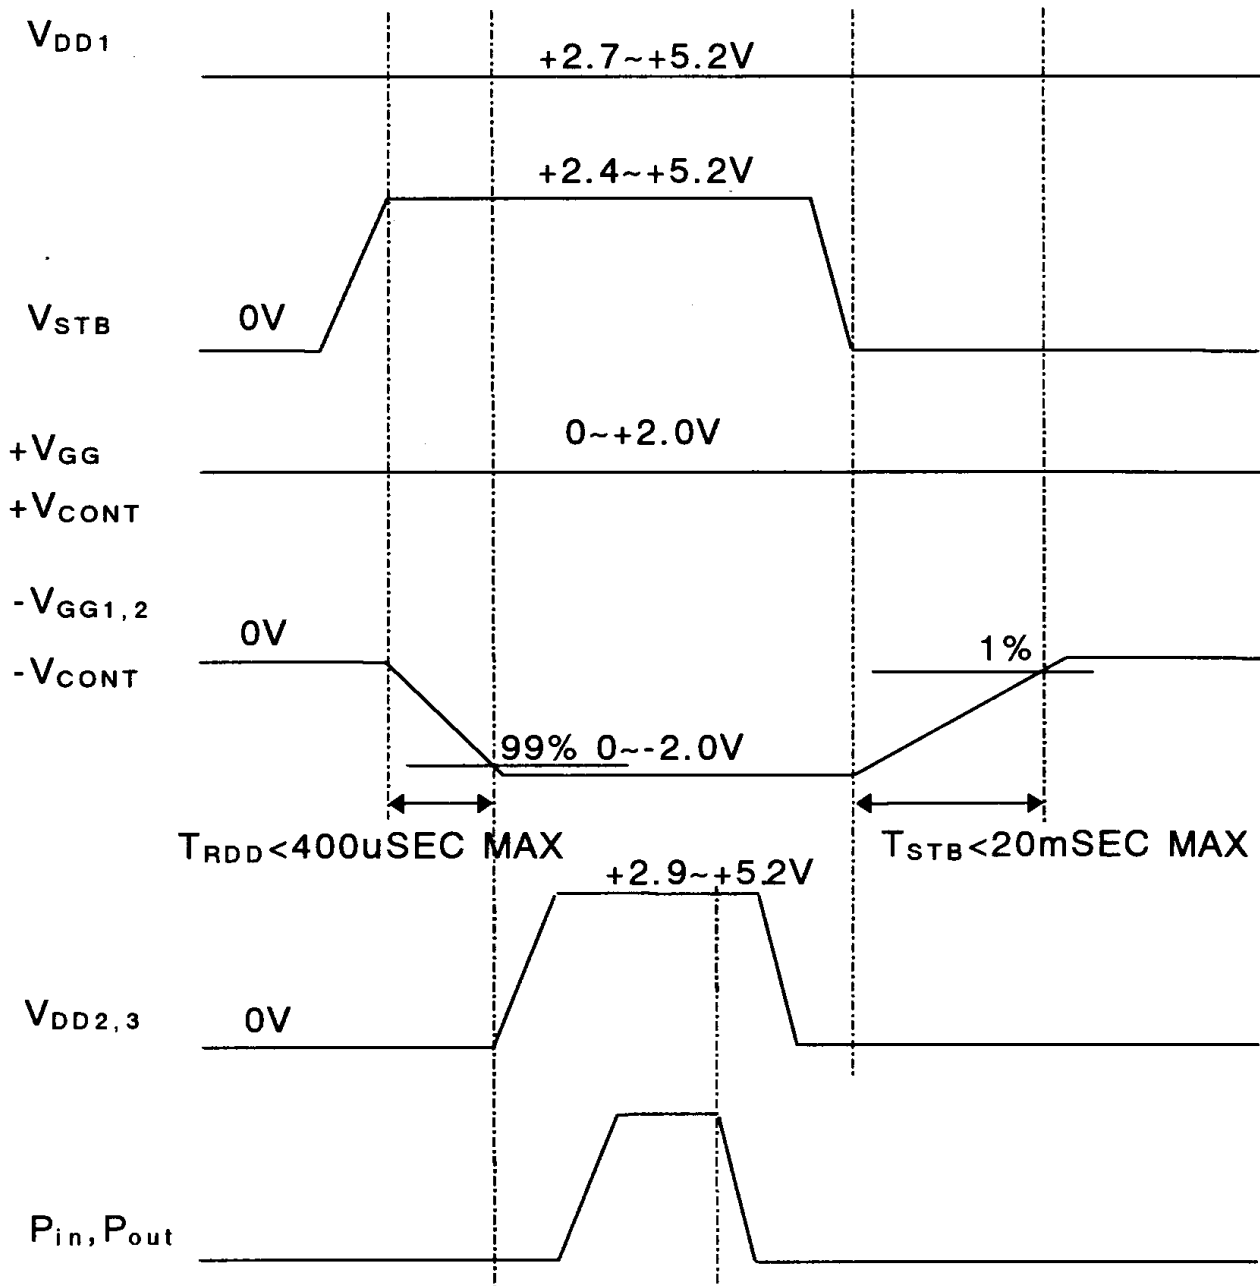 VDD1
+2.7~+5.2V
+2.4~+5.2V
VSTB
0V
0~+2.0V
+VGG
+VCONT
-VGG1,2
0V
1%
-VCONT
99% 0~-2.0V
TRDD<400uSEC MAX
TSTB<20mSEC MAX
+2.9~+5.2V
VDD2,3
0V
Pin,Pout